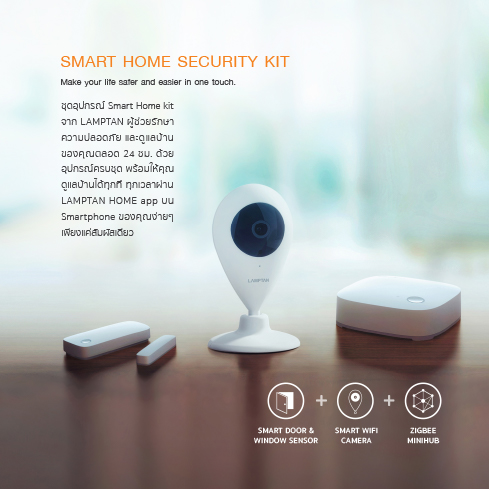 SMART HOME SECURITY KIT
Make your life safer and easier in one touch.
ชุดอุปกรณ์ Smart Home kit
จาก LAMPTAN ผู้ช่วยรักษา
ความปลอดภัย และดูแลบ้าน
ของคุณตลอด 24 ชม. ด้วย
อุปกรณ์ครบชุด พร้อมให้คุณ
ดูแลบ้านได้ทุกที่ ทุกเวลาผ่าน
LAMPTAN HOME app บน
Smartphone ของคุณง่ายๆ
เพียงแค่สัมผัสเดียว
LAMPTAN
SMART DOOR &
WINDOW SENSOR
+
SMART WIFI
CAMERA
+
ZIGBEE
MINIHUB